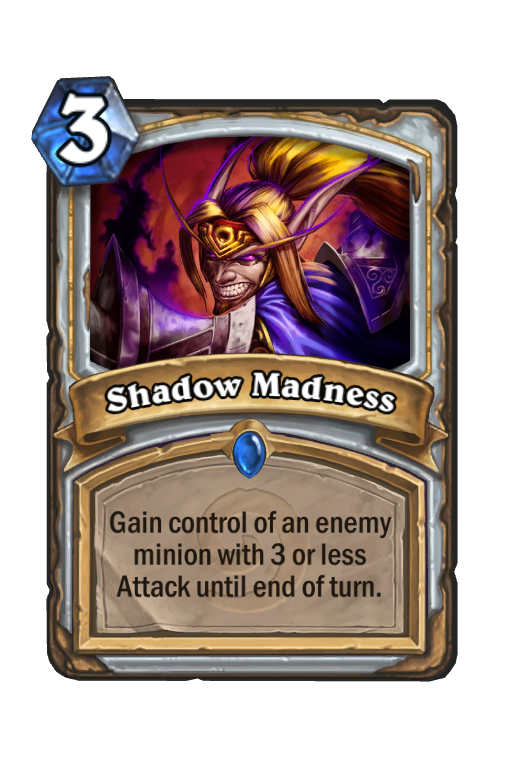 3
Shadow Madness
Gain control of an enemy
minion with 3 or less
Attack until end of turn.